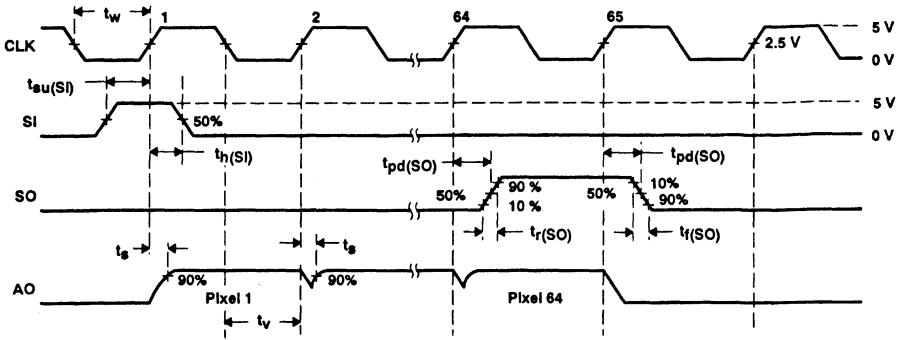 tw 1 2 64 65
5 V
CLK
2.5 V
0 V
tsu(SI)
5 V
SI
50%
0 V
th(SI)
tpd(SO) tpd(SO)
90 % 10%
SO
50% 50%
10 % 90%
tr(SO) tf(SO)
ts ts
90% 90%
AO
Pixel 1 Pixel 64
tv